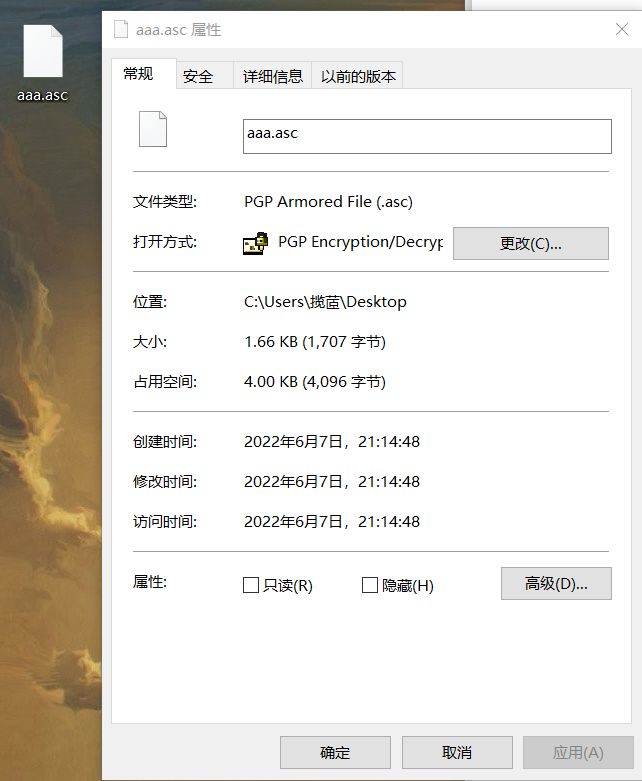 aaa.asc
aaa.asc 属性
常规 安全 详细信息 以前的版本
aaa.asc
文件类型: PGP Armored File (.asc)
打开方式: PGP Encryption/Decryp 更改(C)...
位置: C:\Users\揽蓝\Desktop
大小: 1.66 KB (1,707 字节)
占用空间: 4.00 KB (4,096 字节)
创建时间: 2022年6月7日，21:14:48
修改时间: 2022年6月7日，21:14:48
访问时间: 2022年6月7日，21:14:48
属性: 只读(R) 隐藏(H) 高级(D)...
确定 取消 应用(A)